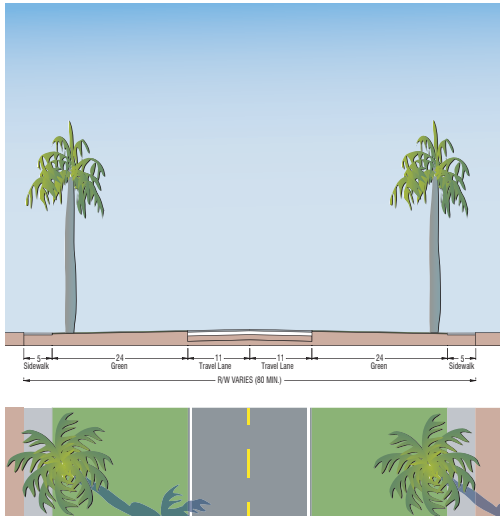 5 24 11 11 24 5
Sidewalk Green Travel Lane Travel Lane Green Sidewalk
R/W VARIES (80 MIN.)